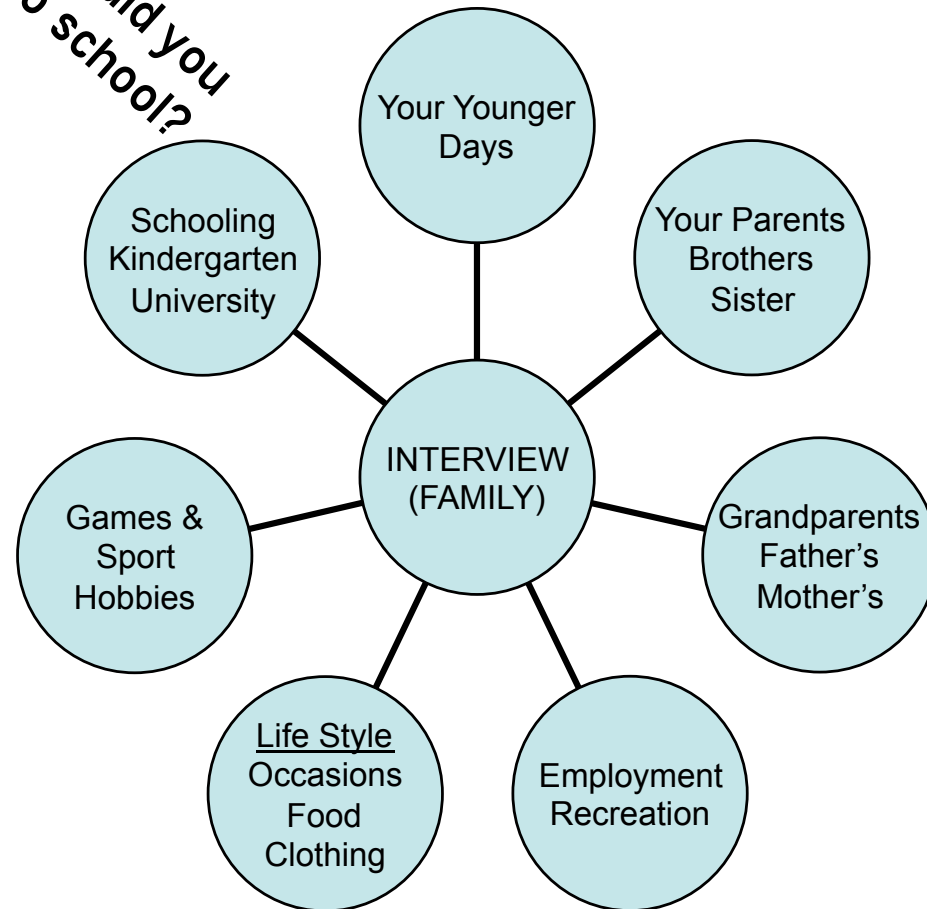 did you
school?
Your Younger
Days
Your Parents
Brothers
Sister
Grandparents
Father’s
Mother’s
Employment
Recreation
Life Style
Occasions
Food
Clothing
Games &
Sport
Hobbies
Schooling
Kindergarten
University
INTERVIEW
(FAMILY)